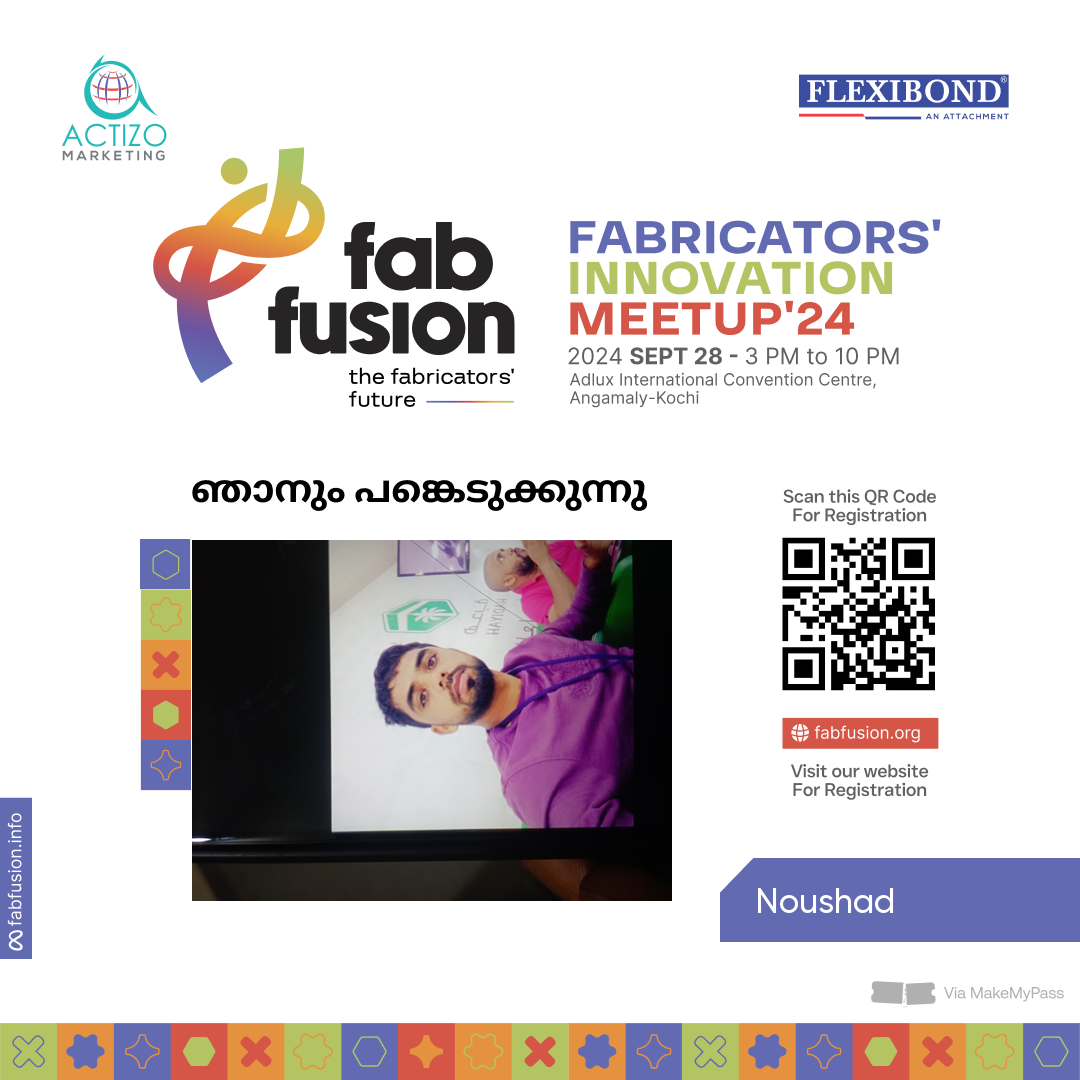 ACTIZO
MARKETING
FLEXIBOND®
AN ATTACHMENT
fab
fusion
the fabricators'
future
FABRICATORS'
INNOVATION
MEETUP'24
2024 SEPT 28 - 3 PM to 10 PM
Adlux International Convention Centre,
Angamaly-Kochi
ഞാനും പങ്കെടുക്കുന്നു
HAYIDAH
Scan this QR Code
For Registration
fabfusion.org
Visit our website
For Registration
fabfusion.info
Noushad
Via MakeMyPass